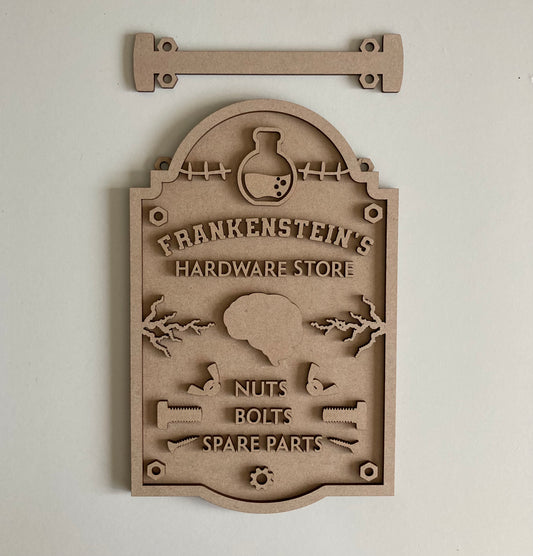 FRANKENSTEIN'S
HARDWARE STORE
NUTS
BOLTS
SPARE PARTS